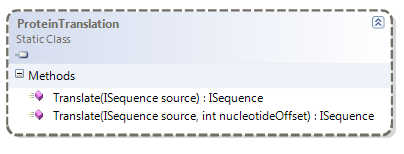 ProteinTranslation
Static Class
Methods
Translate(ISequence source) : ISequence
Translate(ISequence source, int nucleotideOffset) : ISequence